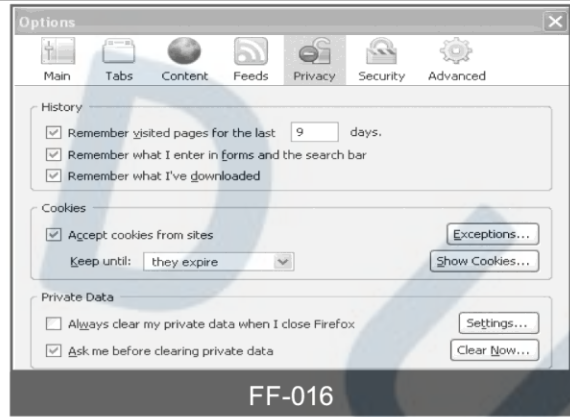 Options
Main Tabs Content Feeds Privacy Security Advanced
History
Remember visited pages for the last 9 days.
Remember what I enter in forms and the search bar
Remember what I've downloaded
Cookies
Accept cookies from sites Exceptions...
Keep until: they expire Show Cookies...
Private Data
Always clear my private data when I close Firefox Settings...
Ask me before clearing private data Clear Now...
FF-016